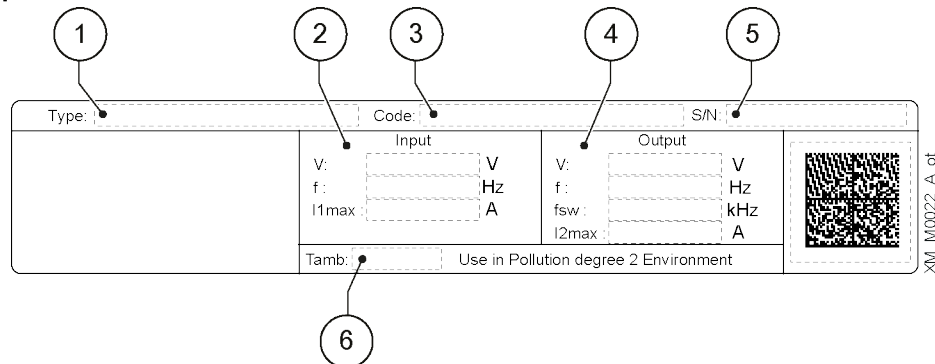 1 2 3 4 5
Type: Code: S/N:
Input Output
V: V V: V
f : Hz f : Hz
I1max : A fsw : kHz
I2max : A
Tamb: Use in Pollution degree 2 Environment
6
XM_M0022_A_ot